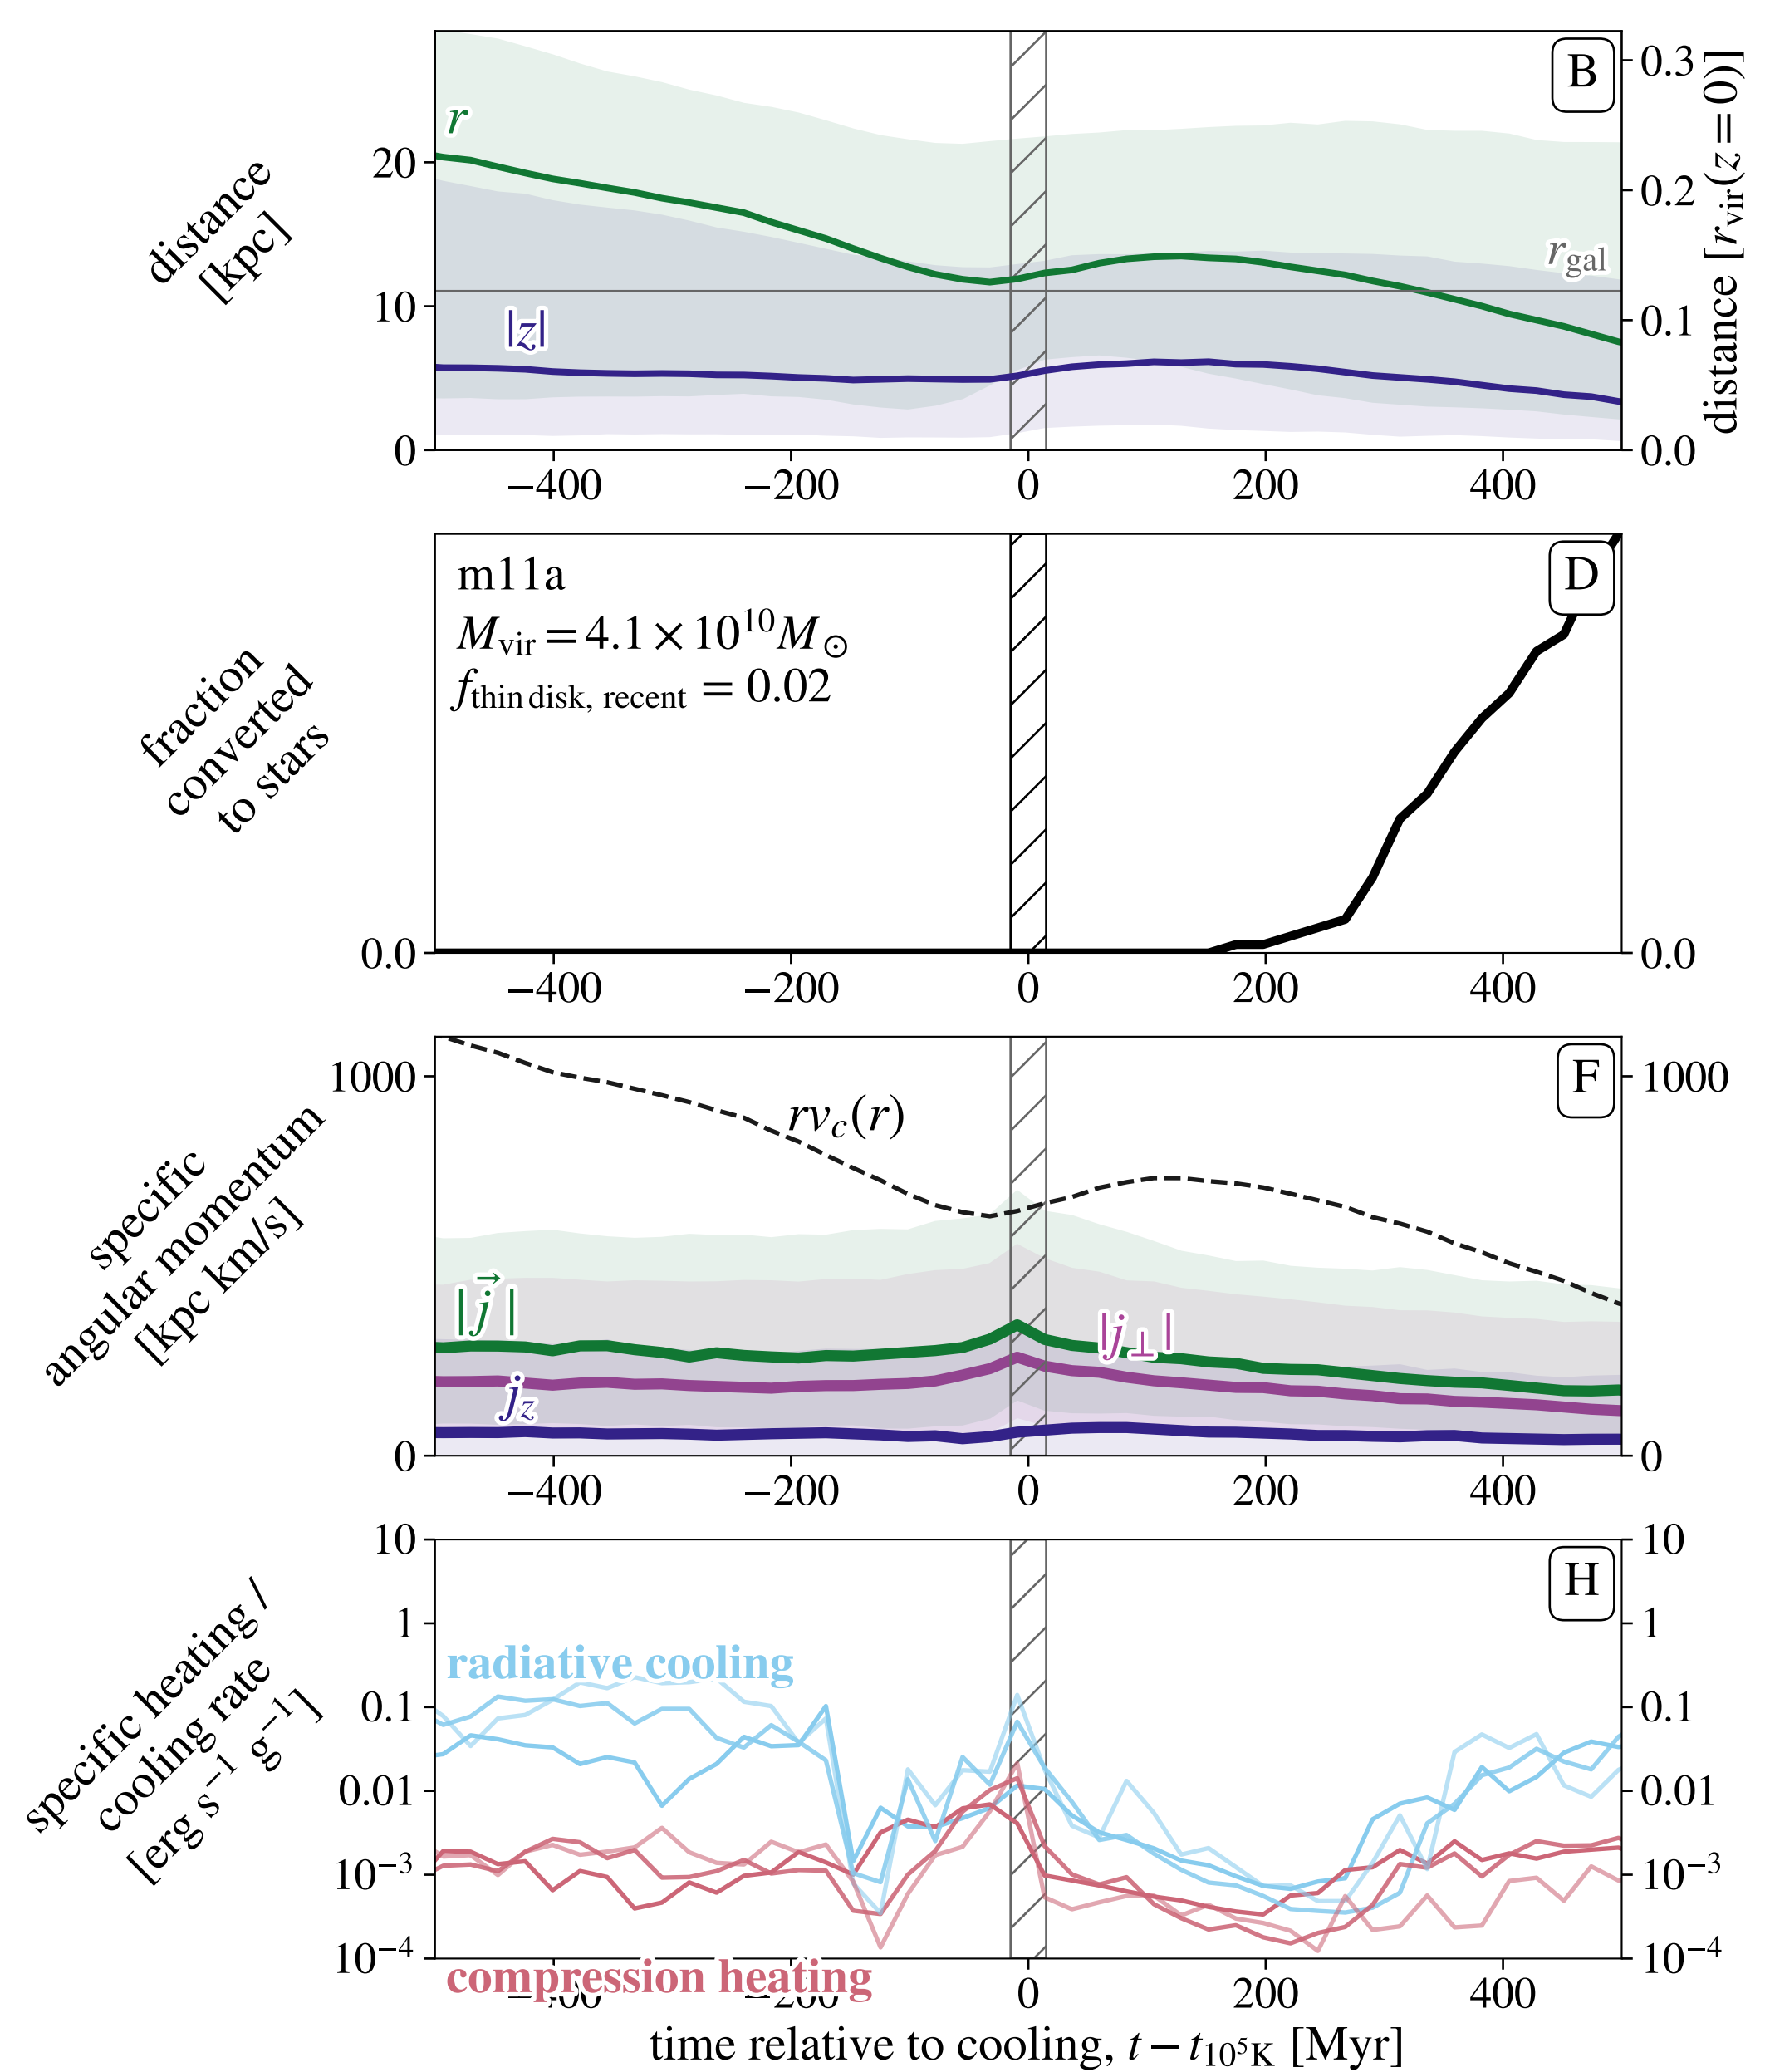 B
distance
[kpc]
20
10
0
r
|z|
r_gal
0.3
0.2
0.1
0.0
distance [r_vir(z=0)]
−400 −200 0 200 400
D
m11a
M_vir = 4.1 × 10^10 M_⊙
f_thin disk, recent = 0.02
fraction
converted
to stars
0.0
0.0
−400 −200 0 200 400
F
specific
angular momentum
[kpc km/s]
1000
0
rv_c(r)
|j⃗|
|j_⊥|
j_z
1000
0
−400 −200 0 200 400
H
specific heating /
cooling rate
[erg s^−1 g^−1]
10
1
0.1
0.01
10^−3
10^−4
radiative cooling
compression heating
10
1
0.1
0.01
10^−3
10^−4
−400 −200 0 200 400
time relative to cooling, t − t_10^5K [Myr]